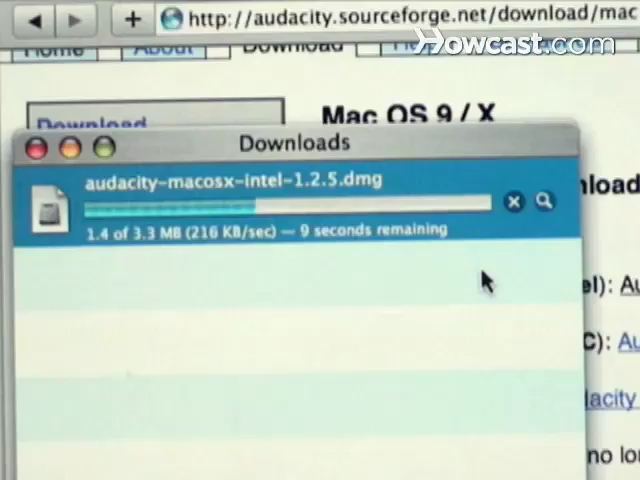 http://audacity.sourceforge.net/download/mac
Howcast.com
Home
About
Download
Download
Mac OS 9 / X
Downloads
audacity-macosx-intel-1.2.5.dmg
1.4 of 3.3 MB (216 KB/sec) — 9 seconds remaining
nload
el): Au
C): Au
dacity
no lo